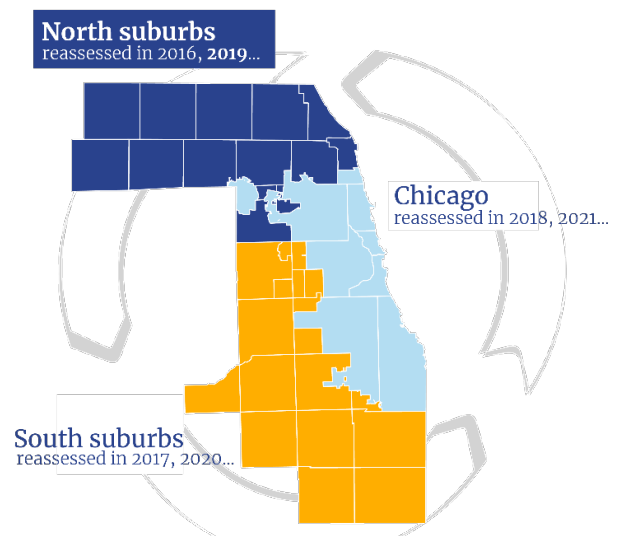 North suburbs
reassessed in 2016, 2019...
Chicago
reassessed in 2018, 2021...
South suburbs
reassessed in 2017, 2020...